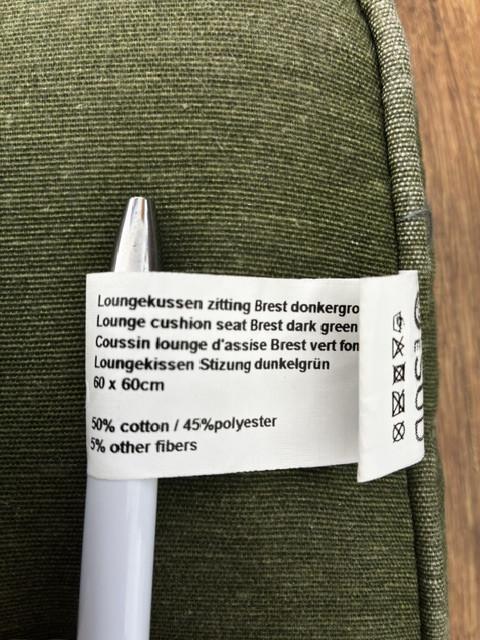 Loungekussen zitting Brest donkergro
Lounge cushion seat Brest dark green
Coussin lounge d'assise Brest vert fon
Loungekissen Stizung dunkelgrün
60 x 60cm
50% cotton / 45%polyester
5% other fibers